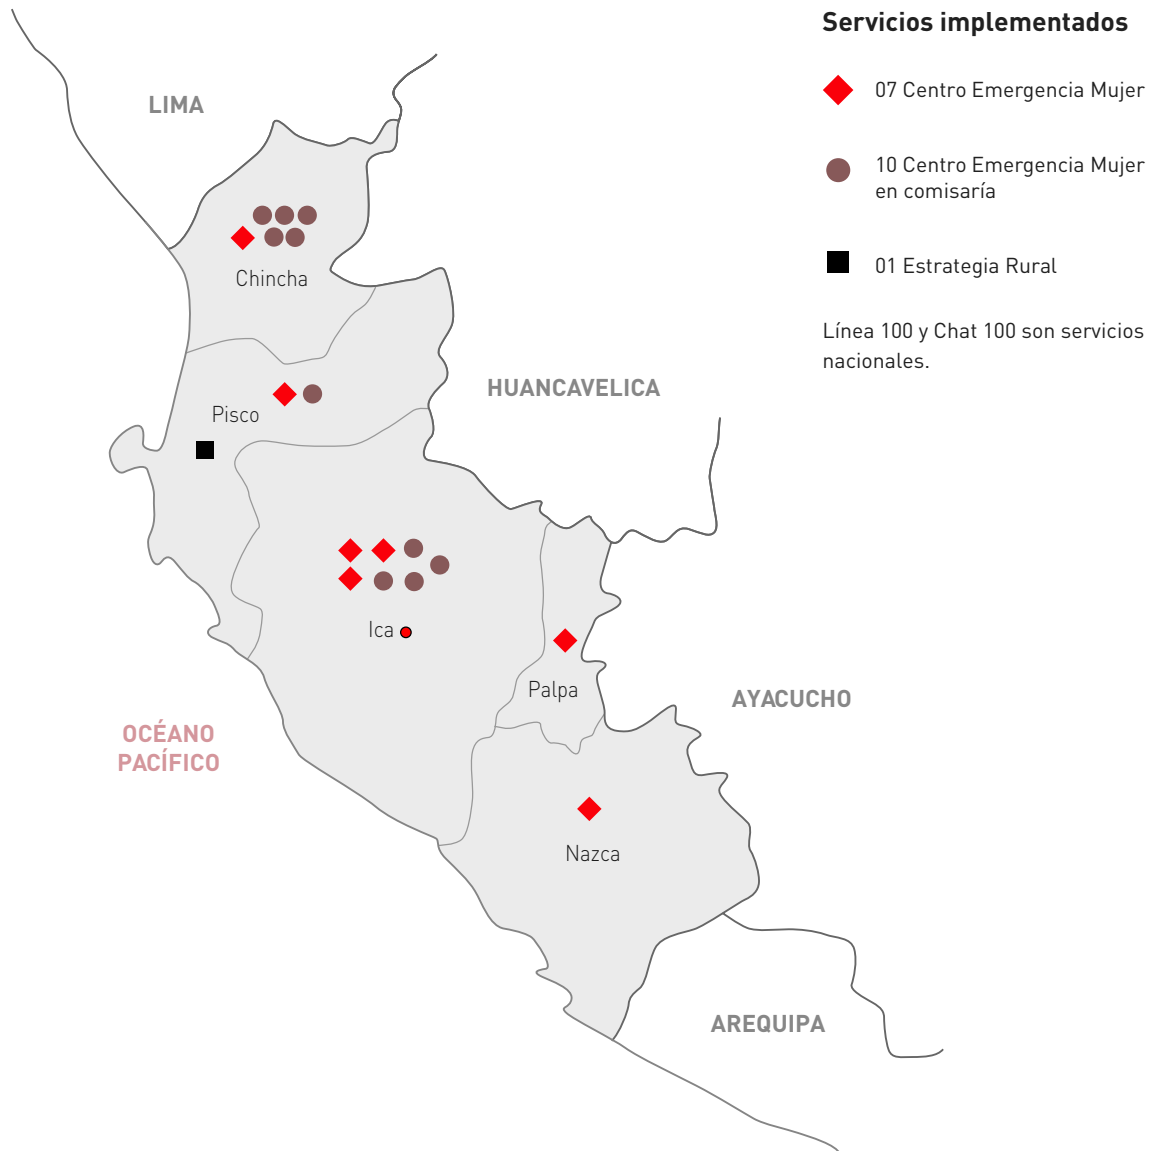 Servicios implementados
07 Centro Emergencia Mujer
10 Centro Emergencia Mujer
en comisaría
01 Estrategia Rural
Línea 100 y Chat 100 son servicios
nacionales.
LIMA
Chincha
HUANCAVELICA
Pisco
Ica
Palpa
AYACUCHO
OCÉANO
PACÍFICO
Nazca
AREQUIPA